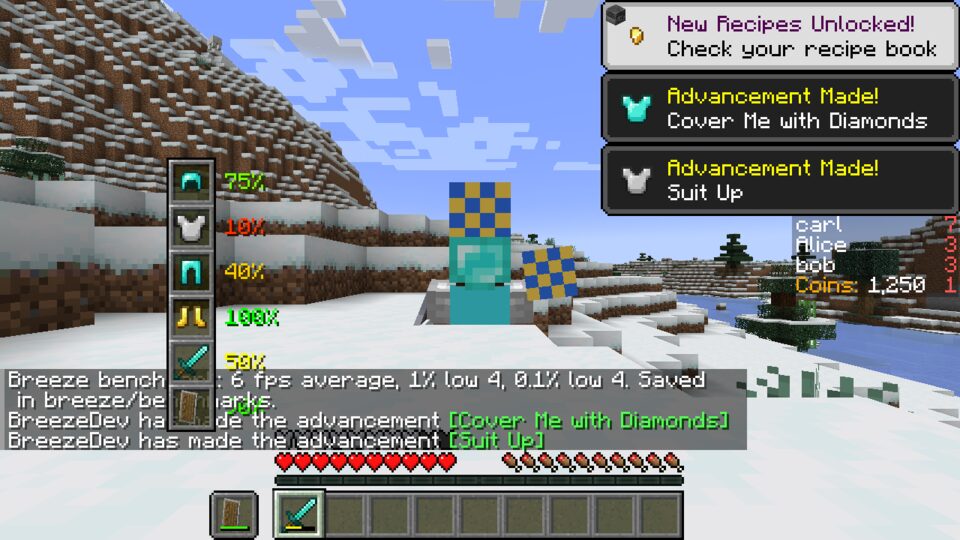 New Recipes Unlocked!
Check your recipe book
Advancement Made!
Cover Me with Diamonds
Advancement Made!
Suit Up
carl 7
Alice 3
bob 3
Coins: 1,250 1
75%
10%
40%
100%
50%
Breeze bench : 6 fps average, 1% low 4, 0.1% low 4. Saved
in breeze/be arks.
BreezeDev ha de the advancement [Cover Me with Diamonds]
BreezeDev has made the advancement [Suit Up]